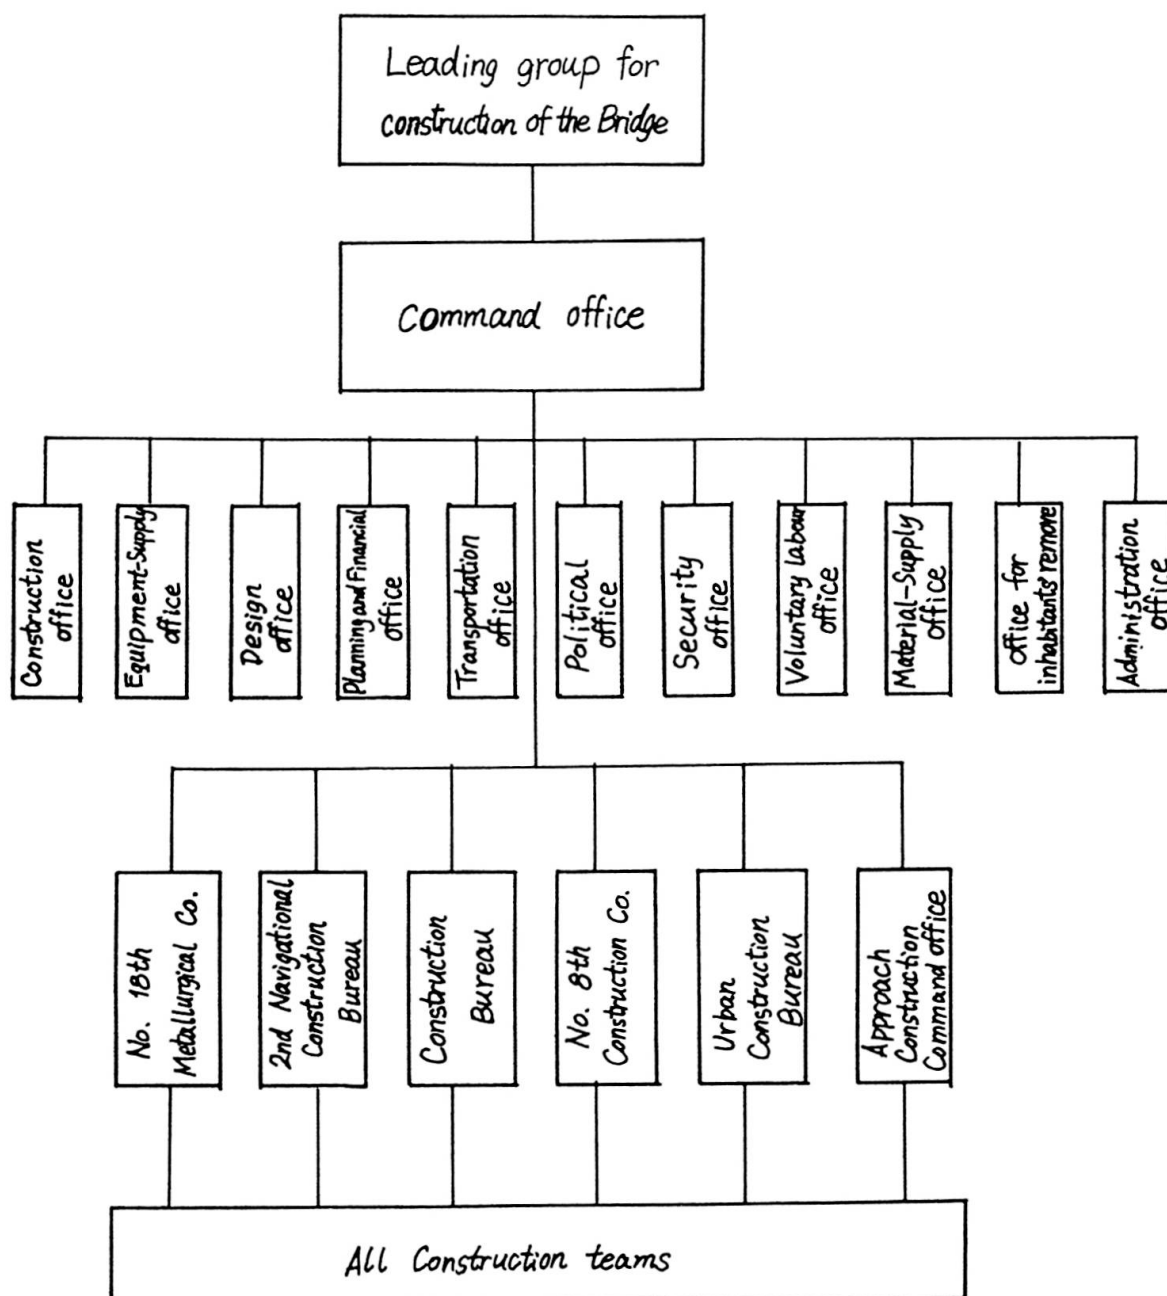 Leading group for
construction of the Bridge
Command office
Construction
office
Equipment-Supply
office
Design
office
Planning and Financial
office
Transportation
office
Political
office
Security
office
Voluntary labour
office
Material-Supply
office
office for
inhabitants' remore
Administration
office
No. 18th
Metallurgical Co.
2nd Navigational
Construction
Bureau
Construction
Bureau
No. 8th
Construction Co.
Urban
Construction
Bureau
Approach
Construction
Command office
All Construction teams